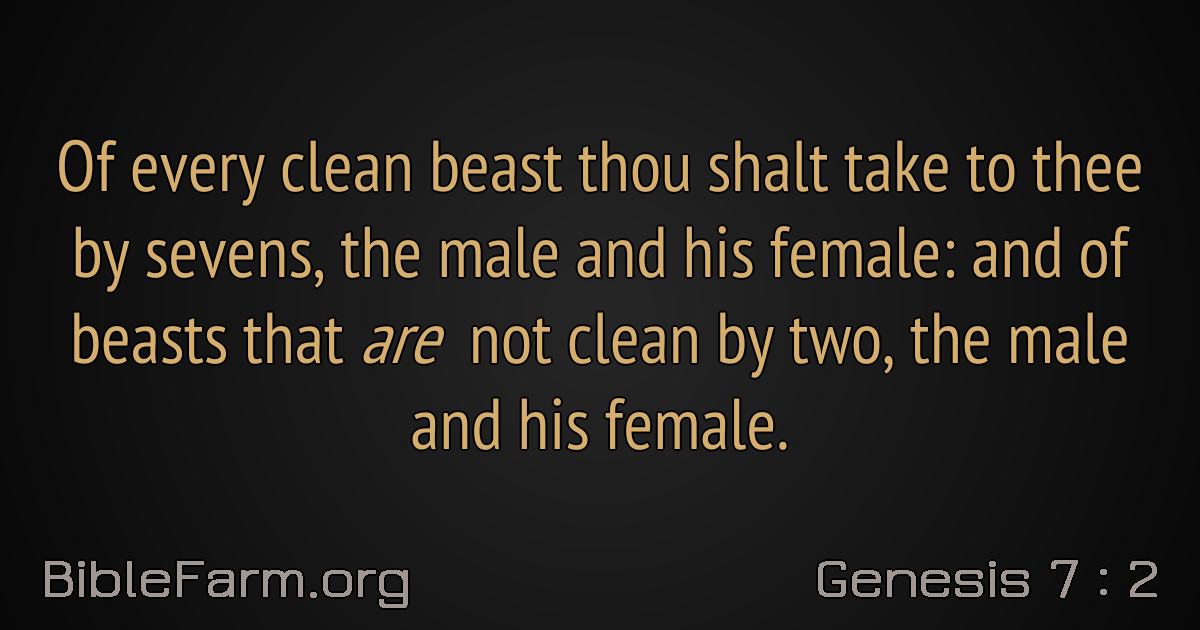 Of every clean beast thou shalt take to thee
by sevens, the male and his female: and of
beasts that are not clean by two, the male
and his female.
BibleFarm.org
Genesis 7 : 2